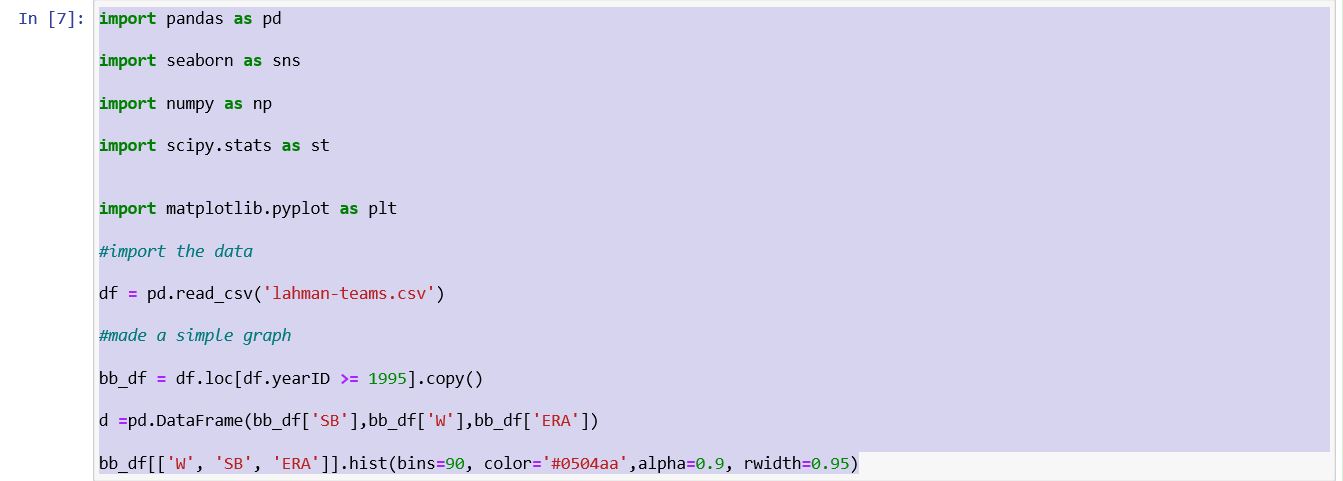 In [7]: import pandas as pd
import seaborn as sns
import numpy as np
import scipy.stats as st
import matplotlib.pyplot as plt
#import the data
df = pd.read_csv('lahman-teams.csv')
#made a simple graph
bb_df = df.loc[df.yearID >= 1995].copy()
d =pd.DataFrame(bb_df['SB'],bb_df['W'],bb_df['ERA'])
bb_df[['W', 'SB', 'ERA']].hist(bins=90, color='#0504aa',alpha=0.9, rwidth=0.95)